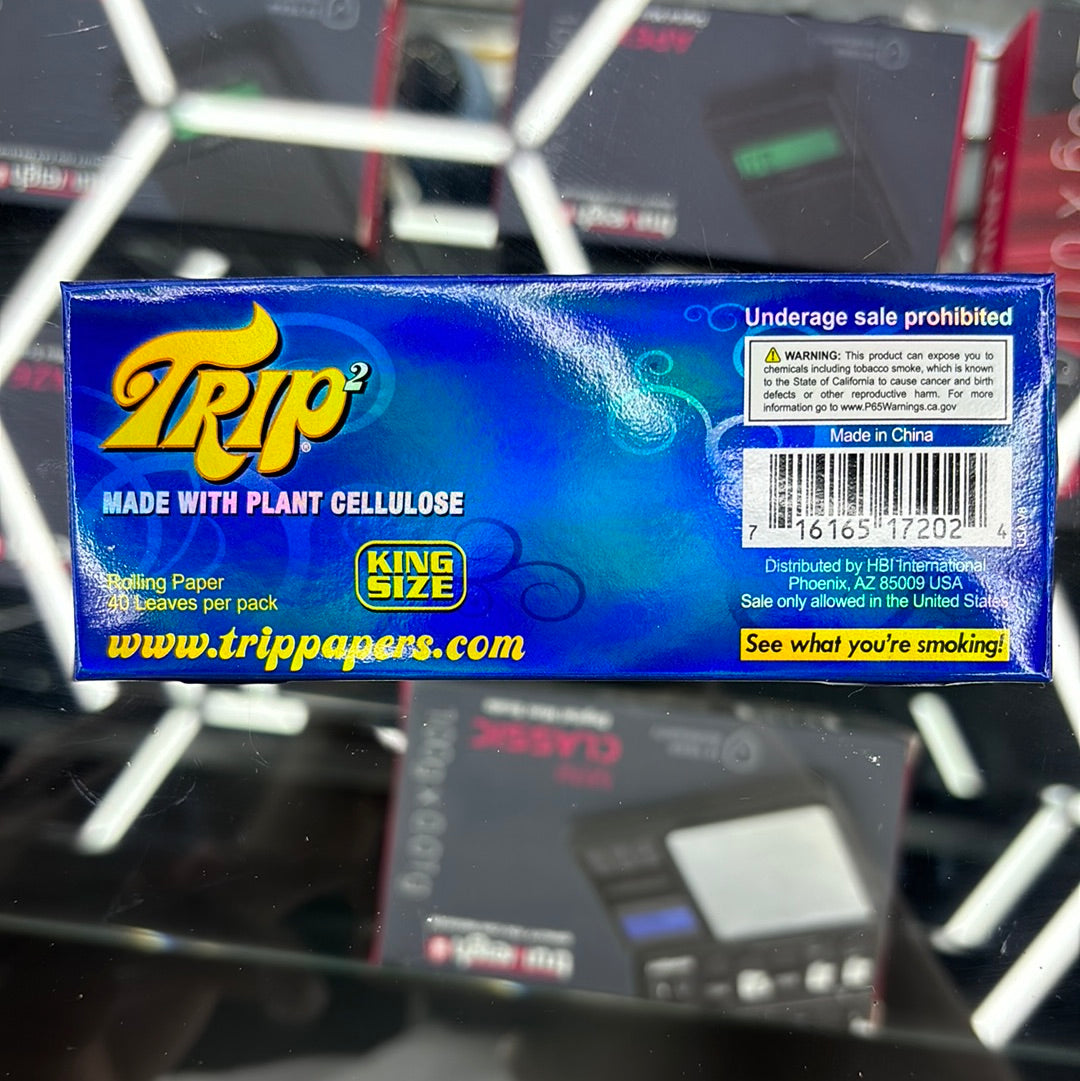 TRIP²
®
MADE WITH PLANT CELLULOSE
KING
SIZE
Rolling Paper
40 Leaves per pack
www.trippapers.com
Underage sale prohibited
WARNING: This product can expose you to
chemicals including tobacco smoke, which is known
to the State of California to cause cancer and birth
defects or other reproductive harm. For more
information go to www.P65Warnings.ca.gov
Made in China
7 16165 17202 4
Distributed by HBI International
Phoenix, AZ 85009 USA
Sale only allowed in the United States
See what you're smoking!
CLASSIC
100g x 0.01g